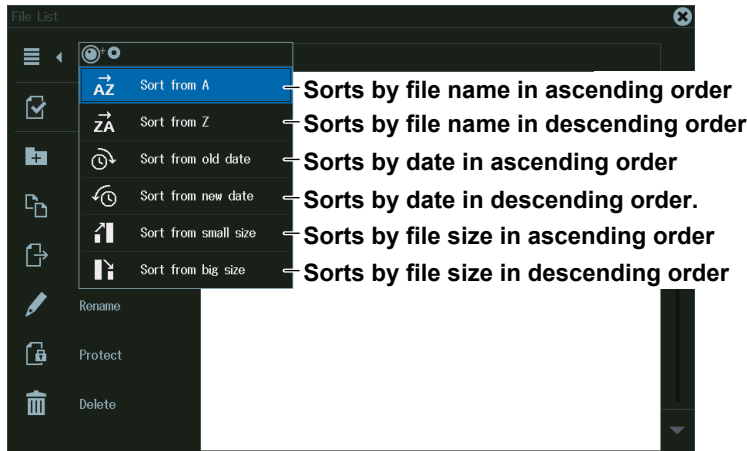 File List
Sort from A
Sorts by file name in ascending order
Sort from Z
Sorts by file name in descending order
Sort from old date
Sorts by date in ascending order
Sort from new date
Sorts by date in descending order.
Sort from small size
Sorts by file size in ascending order
Sort from big size
Sorts by file size in descending order
Rename
Protect
Delete